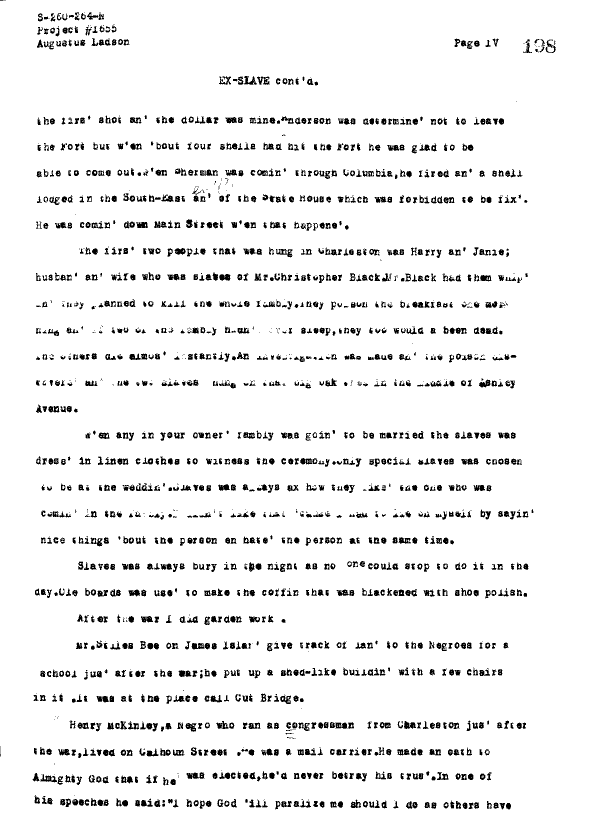 S-260-264-N
Project #1655
Augustus Ladson
Page IV 198
EX-SLAVE cont'd.
the firs' shot an' the dollar was mine.Anderson was determine' not to leave
the Fort but w'en 'bout four shells had hit the Fort he was glad to be
able to come out.W'en Sherman was comin' through Columbia,he fired an' a shell
lodged in the South-East an' of the State House which was forbidden to be fix'.
He was comin' down Main Street w'en that happene'.
The firs' two people that was hung in Charleston was Harry an' Janie;
husban' an' wife who was slaves of Mr.Christopher Black.Mr.Black had them whip'
an' they planned to kill the whole fambly.They poison the breakfast one mor-
ning an' if two of the fambly hadn' over sleep,they too would a been dead.
The others die almos' instantly.An investigation was made an' the poison dis-
covere' an' the two slaves hung on that big oak tree in the middle of Ashley
Avenue.
W'en any in your owner' fambly was goin' to be married the slaves was
dress' in linen clothes to witness the ceremony.Only special slaves was chosen
to be at the weddin'.Slaves was always ax how they like' the one who was
comin' in the fambly.I didn't like that 'cause I had to lie on myself by sayin'
nice things 'bout the person en hate' the person at the same time.
Slaves was always bury in the night as no one could stop to do it in the
day.Ole boards was use' to make the coffin that was blackened with shoe polish.
After the war I did garden work .
Mr.Stiles Bee on James Islan' give track of lan' to the Negroes for a
school jus' after the war;he put up a shed-like buildin' with a few chairs
in it .It was at the place call Cut Bridge.
Henry McKinley,a Negro who ran as congressman from Charleston jus' after
the war,lived on Calhoun Street .He was a mail carrier.He made an oath to
Almighty God that if he was elected,he'd never betray his trus'.In one of
his speeches he said:"I hope God 'ill paralize me should I do as others have